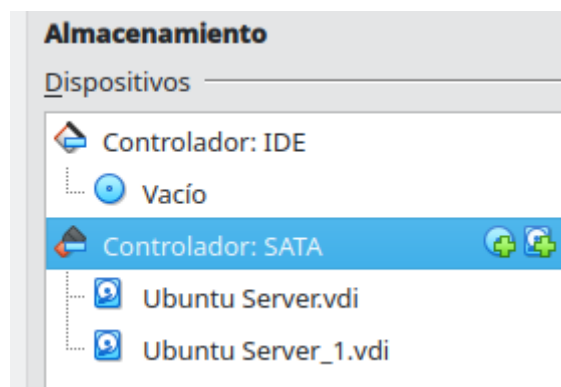 Almacenamiento
Dispositivos
Controlador: IDE
Vacío
Controlador: SATA
Ubuntu Server.vdi
Ubuntu Server_1.vdi